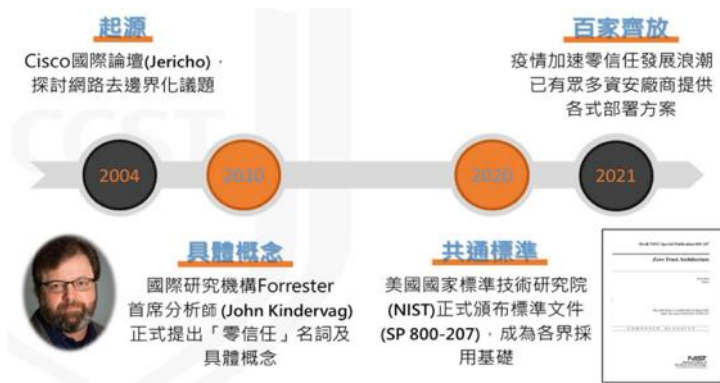 起源
Cisco國際論壇(Jericho)，
探討網路去邊界化議題
百家齊放
疫情加速零信任發展浪潮
已有眾多資安廠商提供
各式部署方案
2004
2010
2020
2021
具體概念
國際研究機構Forrester
首席分析師 (John Kindervag)
正式提出「零信任」名詞及
具體概念
共通標準
美國國家標準技術研究院
(NIST)正式頒布標準文件
(SP 800-207)，成為各界採
用基礎
Zero Trust Architecture
NIST